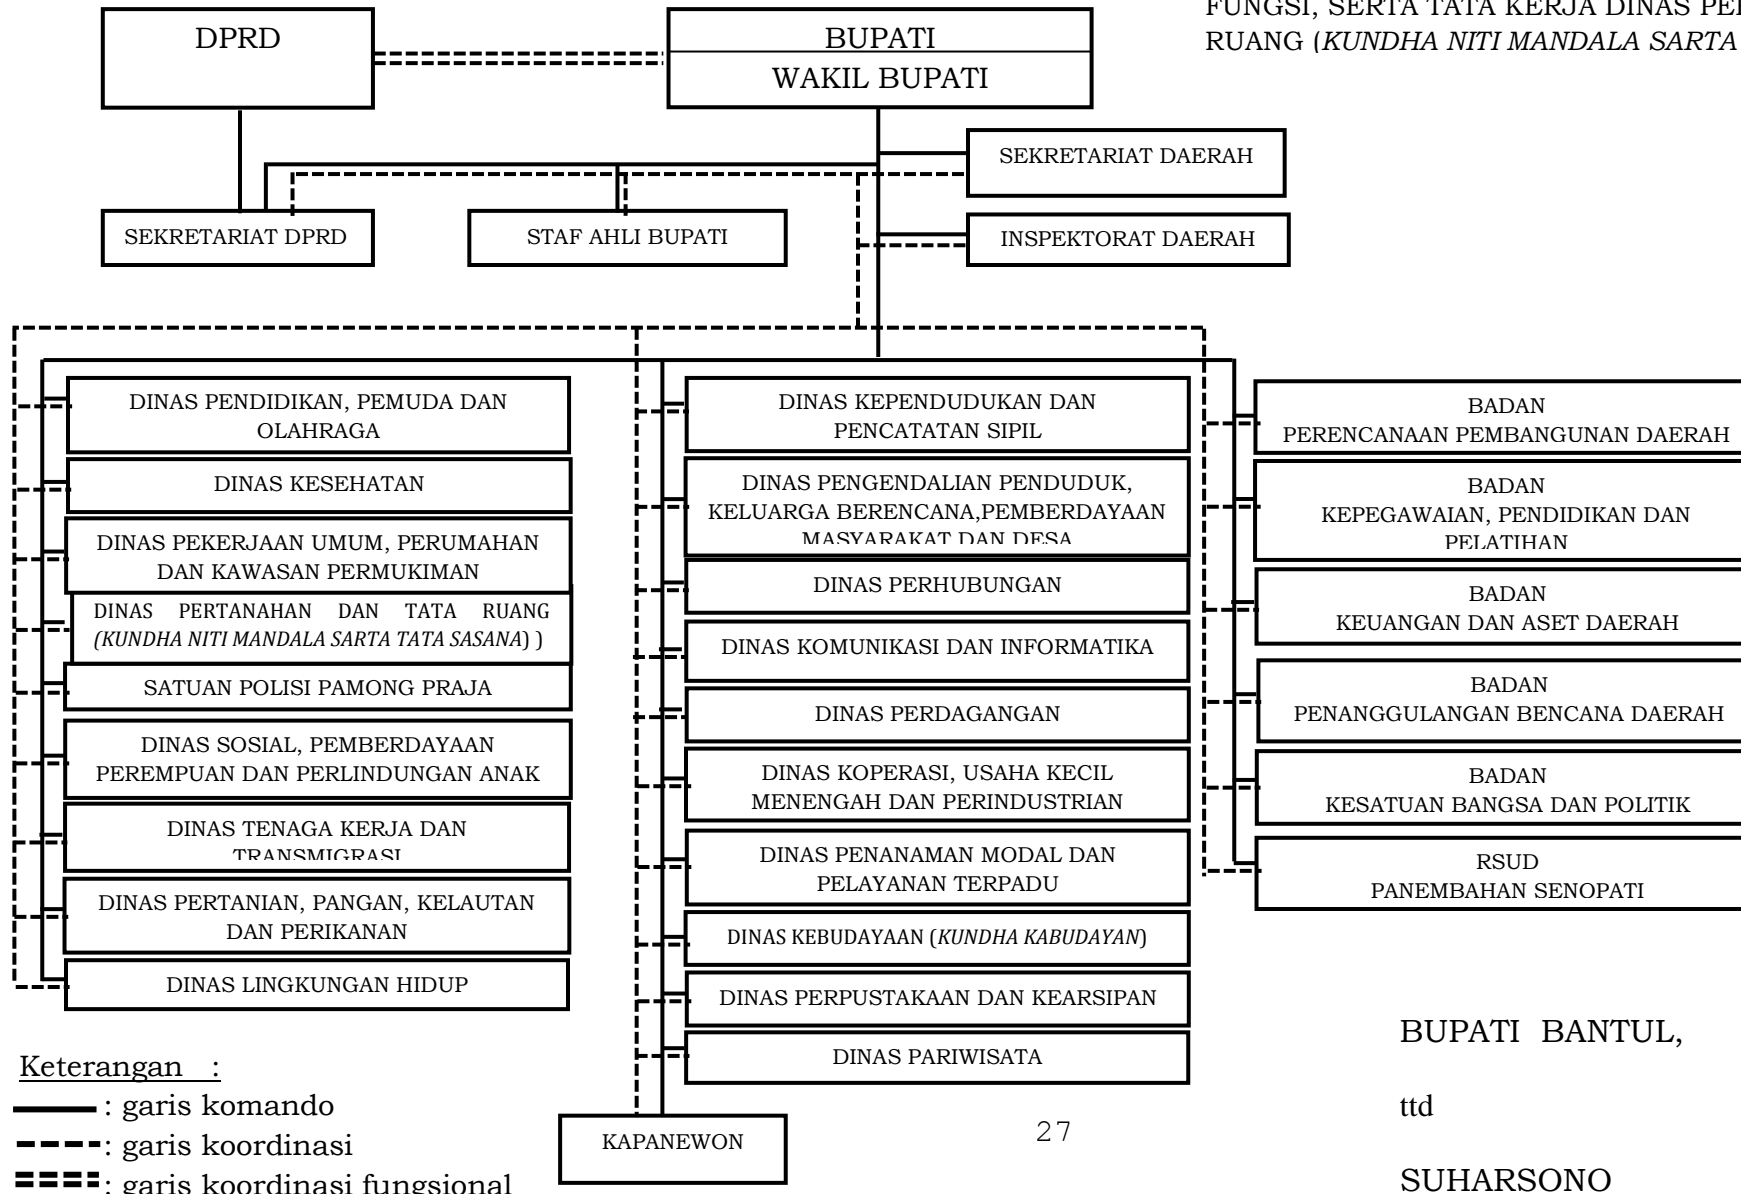 FUNGSI, SERTA TATA KERJA DINAS
RUANG (KUNDHA NITI MANDALA SARTA
DPRD
BUPATI
WAKIL BUPATI
SEKRETARIAT DAERAH
SEKRETARIAT DPRD
STAF AHLI BUPATI
INSPEKTORAT DAERAH
DINAS PENDIDIKAN, PEMUDA DAN
OLAHRAGA
DINAS KESEHATAN
DINAS PEKERJAAN UMUM, PERUMAHAN
DAN KAWASAN PERMUKIMAN
DINAS PERTANAHAN DAN TATA RUANG
(KUNDHA NITI MANDALA SARTA TATA SASANA) )
SATUAN POLISI PAMONG PRAJA
DINAS SOSIAL, PEMBERDAYAAN
PEREMPUAN DAN PERLINDUNGAN ANAK
DINAS TENAGA KERJA DAN
TRANSMIGRASI
DINAS PERTANIAN, PANGAN, KELAUTAN
DAN PERIKANAN
DINAS LINGKUNGAN HIDUP
DINAS KEPENDUDUKAN DAN
PENCATATAN SIPIL
DINAS PENGENDALIAN PENDUDUK,
KELUARGA BERENCANA,PEMBERDAYAAN
MASYARAKAT DAN DESA
DINAS PERHUBUNGAN
DINAS KOMUNIKASI DAN INFORMATIKA
DINAS PERDAGANGAN
DINAS KOPERASI, USAHA KECIL
MENENGAH DAN PERINDUSTRIAN
DINAS PENANAMAN MODAL DAN
PELAYANAN TERPADU
DINAS KEBUDAYAAN (KUNDHA KABUDAYAN)
DINAS PERPUSTAKAAN DAN KEARSIPAN
DINAS PARIWISATA
BADAN
PERENCANAAN PEMBANGUNAN DAERAH
BADAN
KEPEGAWAIAN, PENDIDIKAN DAN
PELATIHAN
BADAN
KEUANGAN DAN ASET DAERAH
BADAN
PENANGGULANGAN BENCANA DAERAH
BADAN
KESATUAN BANGSA DAN POLITIK
RSUD
PANEMBAHAN SENOPATI
KAPANEWON
Keterangan :
: garis komando
: garis koordinasi
: garis koordinasi fungsional
27
BUPATI BANTUL,
ttd
SUHARSONO